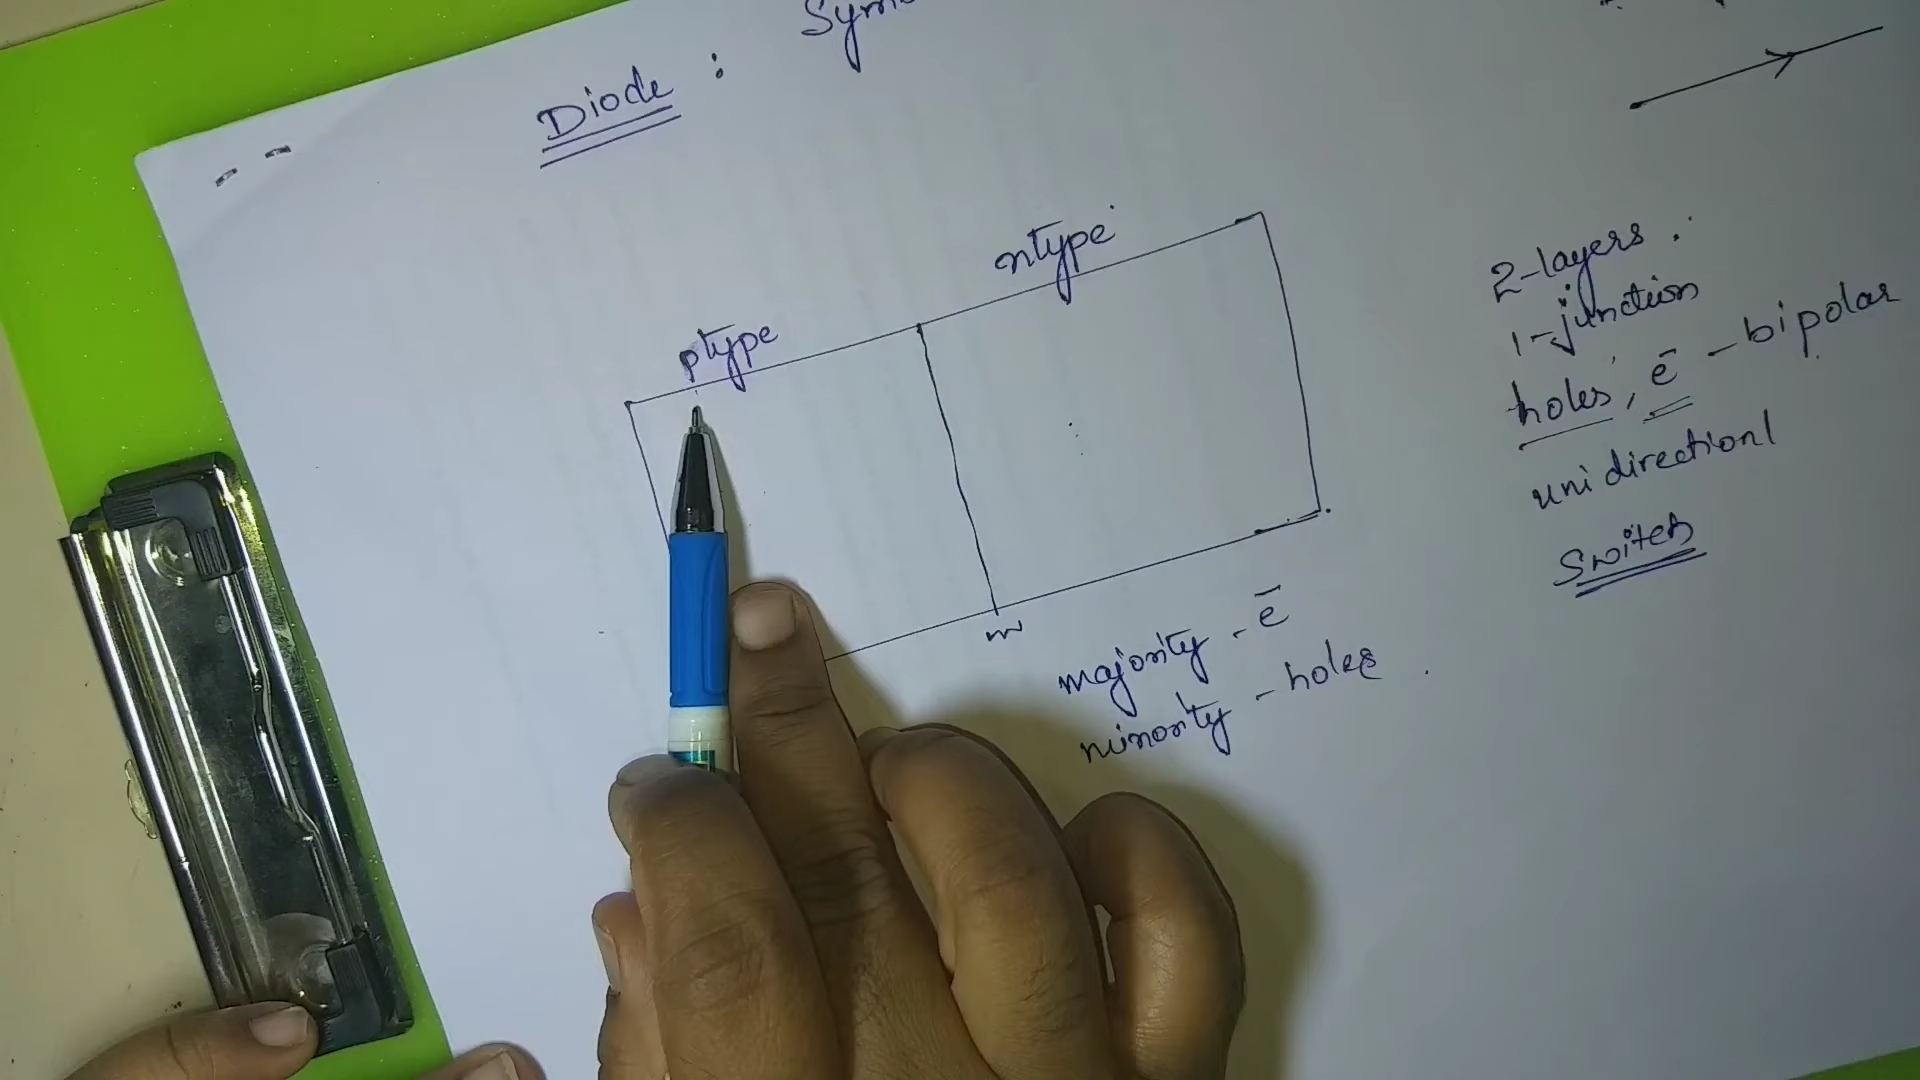 Diode :
ntype
ptype
2-layers.
1-junction
holes, e̅ - bipolar
unidirectionl
Switch
majority - e̅
minority - holes